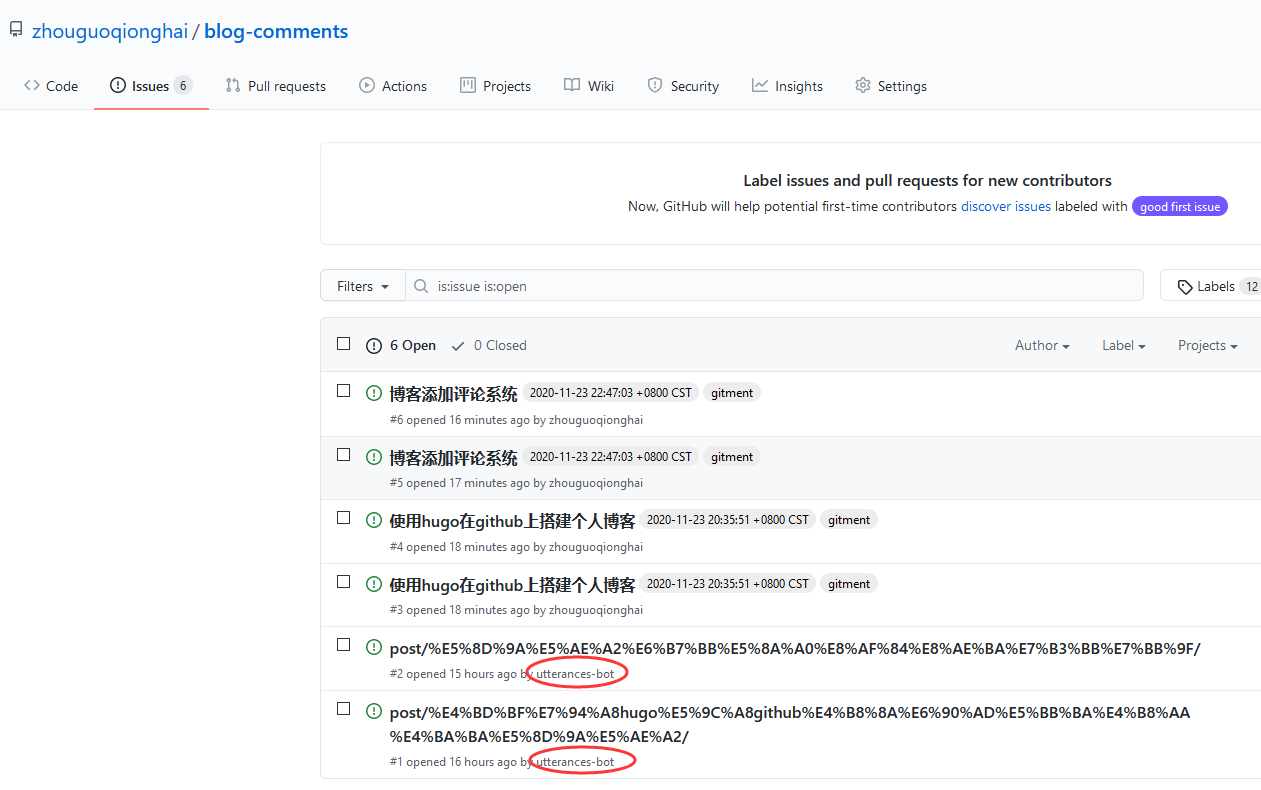 zhouguoqionghai / blog-comments
Code Issues 6 Pull requests Actions Projects Wiki Security Insights Settings
Label issues and pull requests for new contributors
Now, GitHub will help potential first-time contributors discover issues labeled with good first issue
Filters is:issue is:open Labels 12
6 Open 0 Closed Author Label Projects
博客添加评论系统 2020-11-23 22:47:03 +0800 CST gitment
#6 opened 16 minutes ago by zhouguoqionghai
博客添加评论系统 2020-11-23 22:47:03 +0800 CST gitment
#5 opened 17 minutes ago by zhouguoqionghai
使用hugo在github上搭建个人博客 2020-11-23 20:35:51 +0800 CST gitment
#4 opened 18 minutes ago by zhouguoqionghai
使用hugo在github上搭建个人博客 2020-11-23 20:35:51 +0800 CST gitment
#3 opened 18 minutes ago by zhouguoqionghai
post/%E5%8D%9A%E5%AE%A2%E6%B7%BB%E5%8A%A0%E8%AF%84%E8%AE%BA%E7%B3%BB%E7%BB%9F/
#2 opened 15 hours ago by utterances-bot
post/%E4%BD%BF%E7%94%A8hugo%E5%9C%A8github%E4%B8%8A%E6%90%AD%E5%BB%BA%E4%B8%AA
%E4%BA%BA%E5%8D%9A%E5%AE%A2/
#1 opened 16 hours ago by utterances-bot